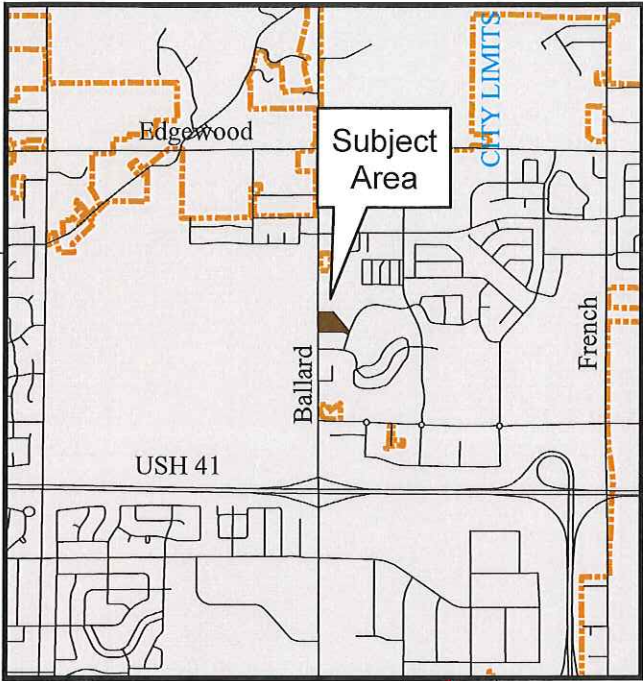 CITY LIMITS
Edgewood
Subject
Area
French
Ballard
USH 41